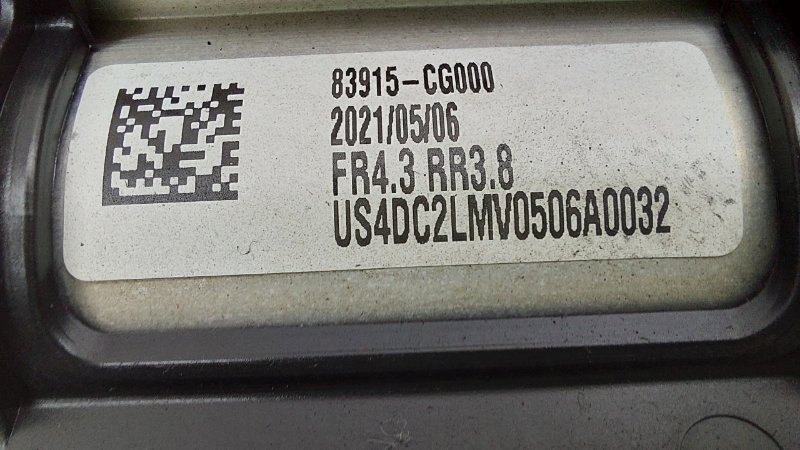 83915-CG000
2021/05/06
FR4.3 RR3.8
US4DC2LMV0506A0032